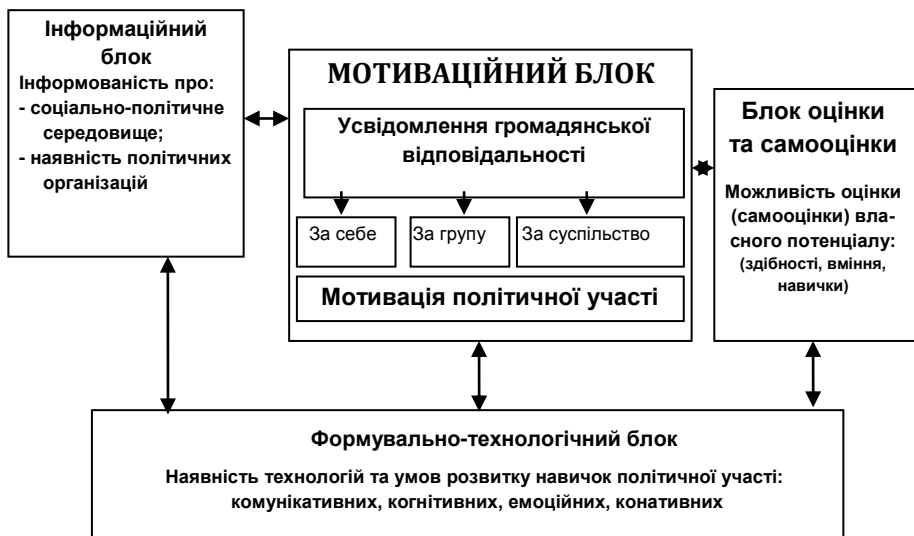 Інформаційний
блок
Інформованість про:
- соціально-політичне
середовище;
- наявність політичних
організацій
МОТИВАЦІЙНИЙ БЛОК
Усвідомлення громадянської
відповідальності
За себе
За групу
За суспільство
Мотивація політичної участі
Блок оцінки
та самооцінки
Можливість оцінки
(самооцінки) вла-
сного потенціалу:
(здібності, вміння,
навички)
Формувально-технологічний блок
Наявність технологій та умов розвитку навичок політичної участі:
комунікативних, когнітивних, емоційних, конативних